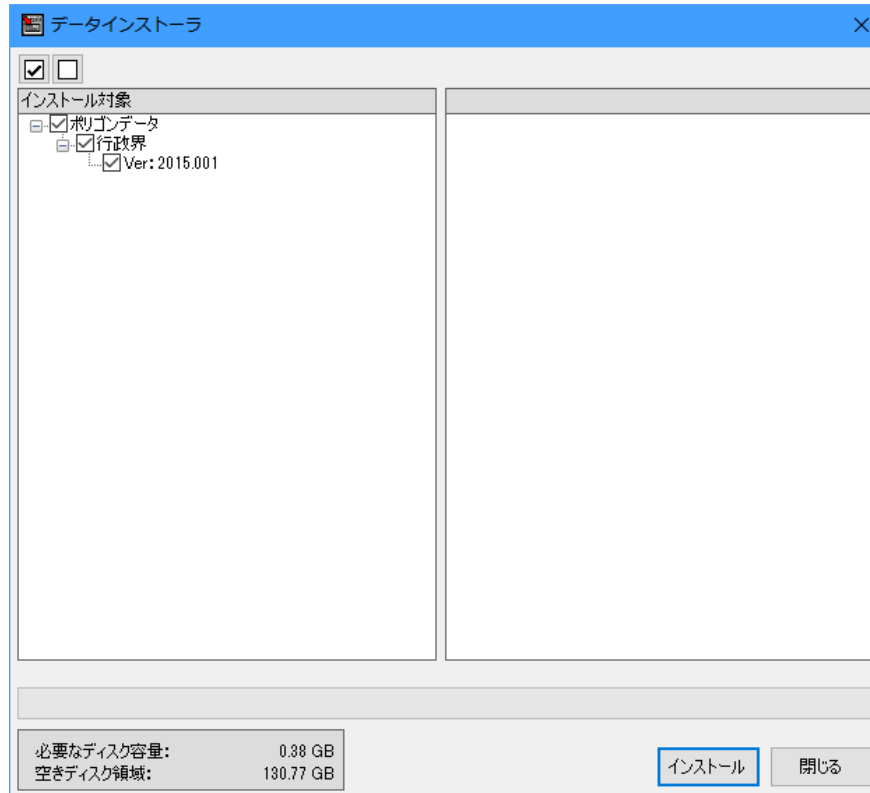 データインストーラ
インストール対象
ポリゴンデータ
行政界
Ver: 2015.001
必要なディスク容量: 0.38 GB
空きディスク領域: 130.77 GB
インストール 閉じる